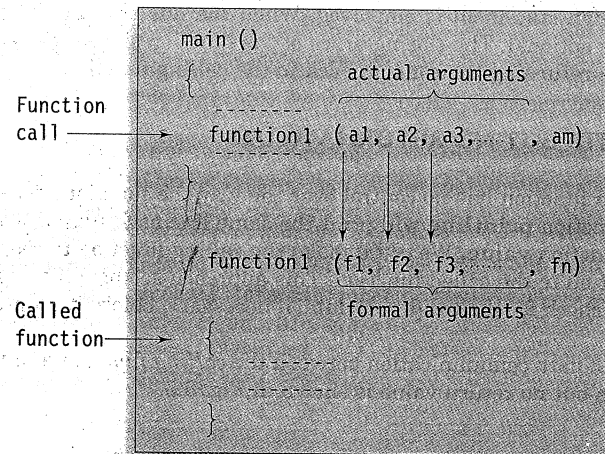 main ()
{
actual arguments
Function
call
function1 (a1, a2, a3, ......, am)
}
function1 (f1, f2, f3, ......, fn)
formal arguments
Called
function
{
}